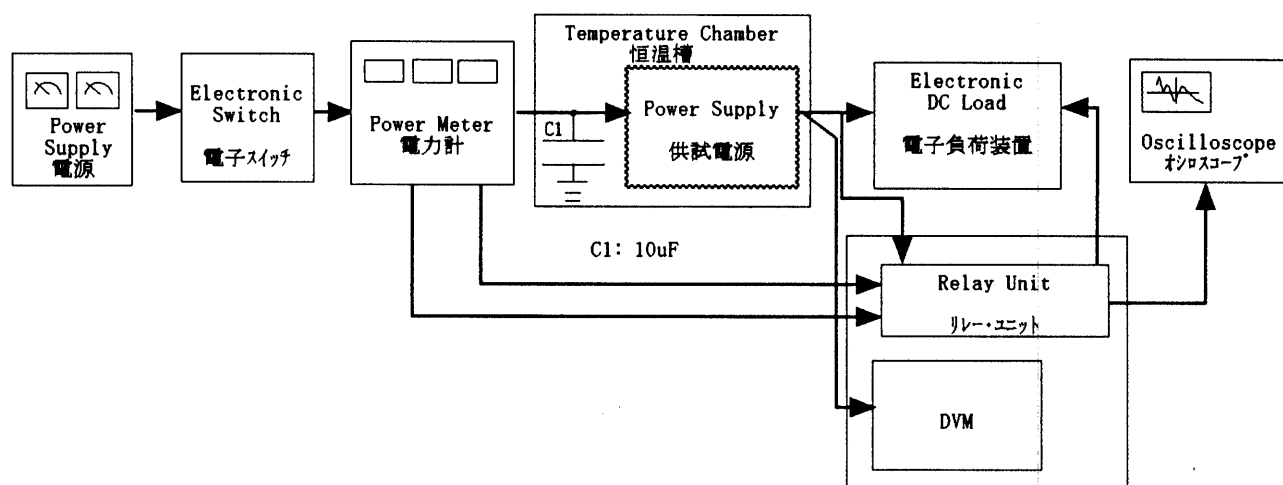 Power
Supply
電源
Electronic
Switch
電子スイッチ
Power Meter
電力計
Temperature Chamber
恒温槽
C1
Power Supply
供試電源
Electronic
DC Load
電子負荷装置
Oscilloscope
オシロスコープ
C1: 10uF
Relay Unit
リレー・ユニット
DVM